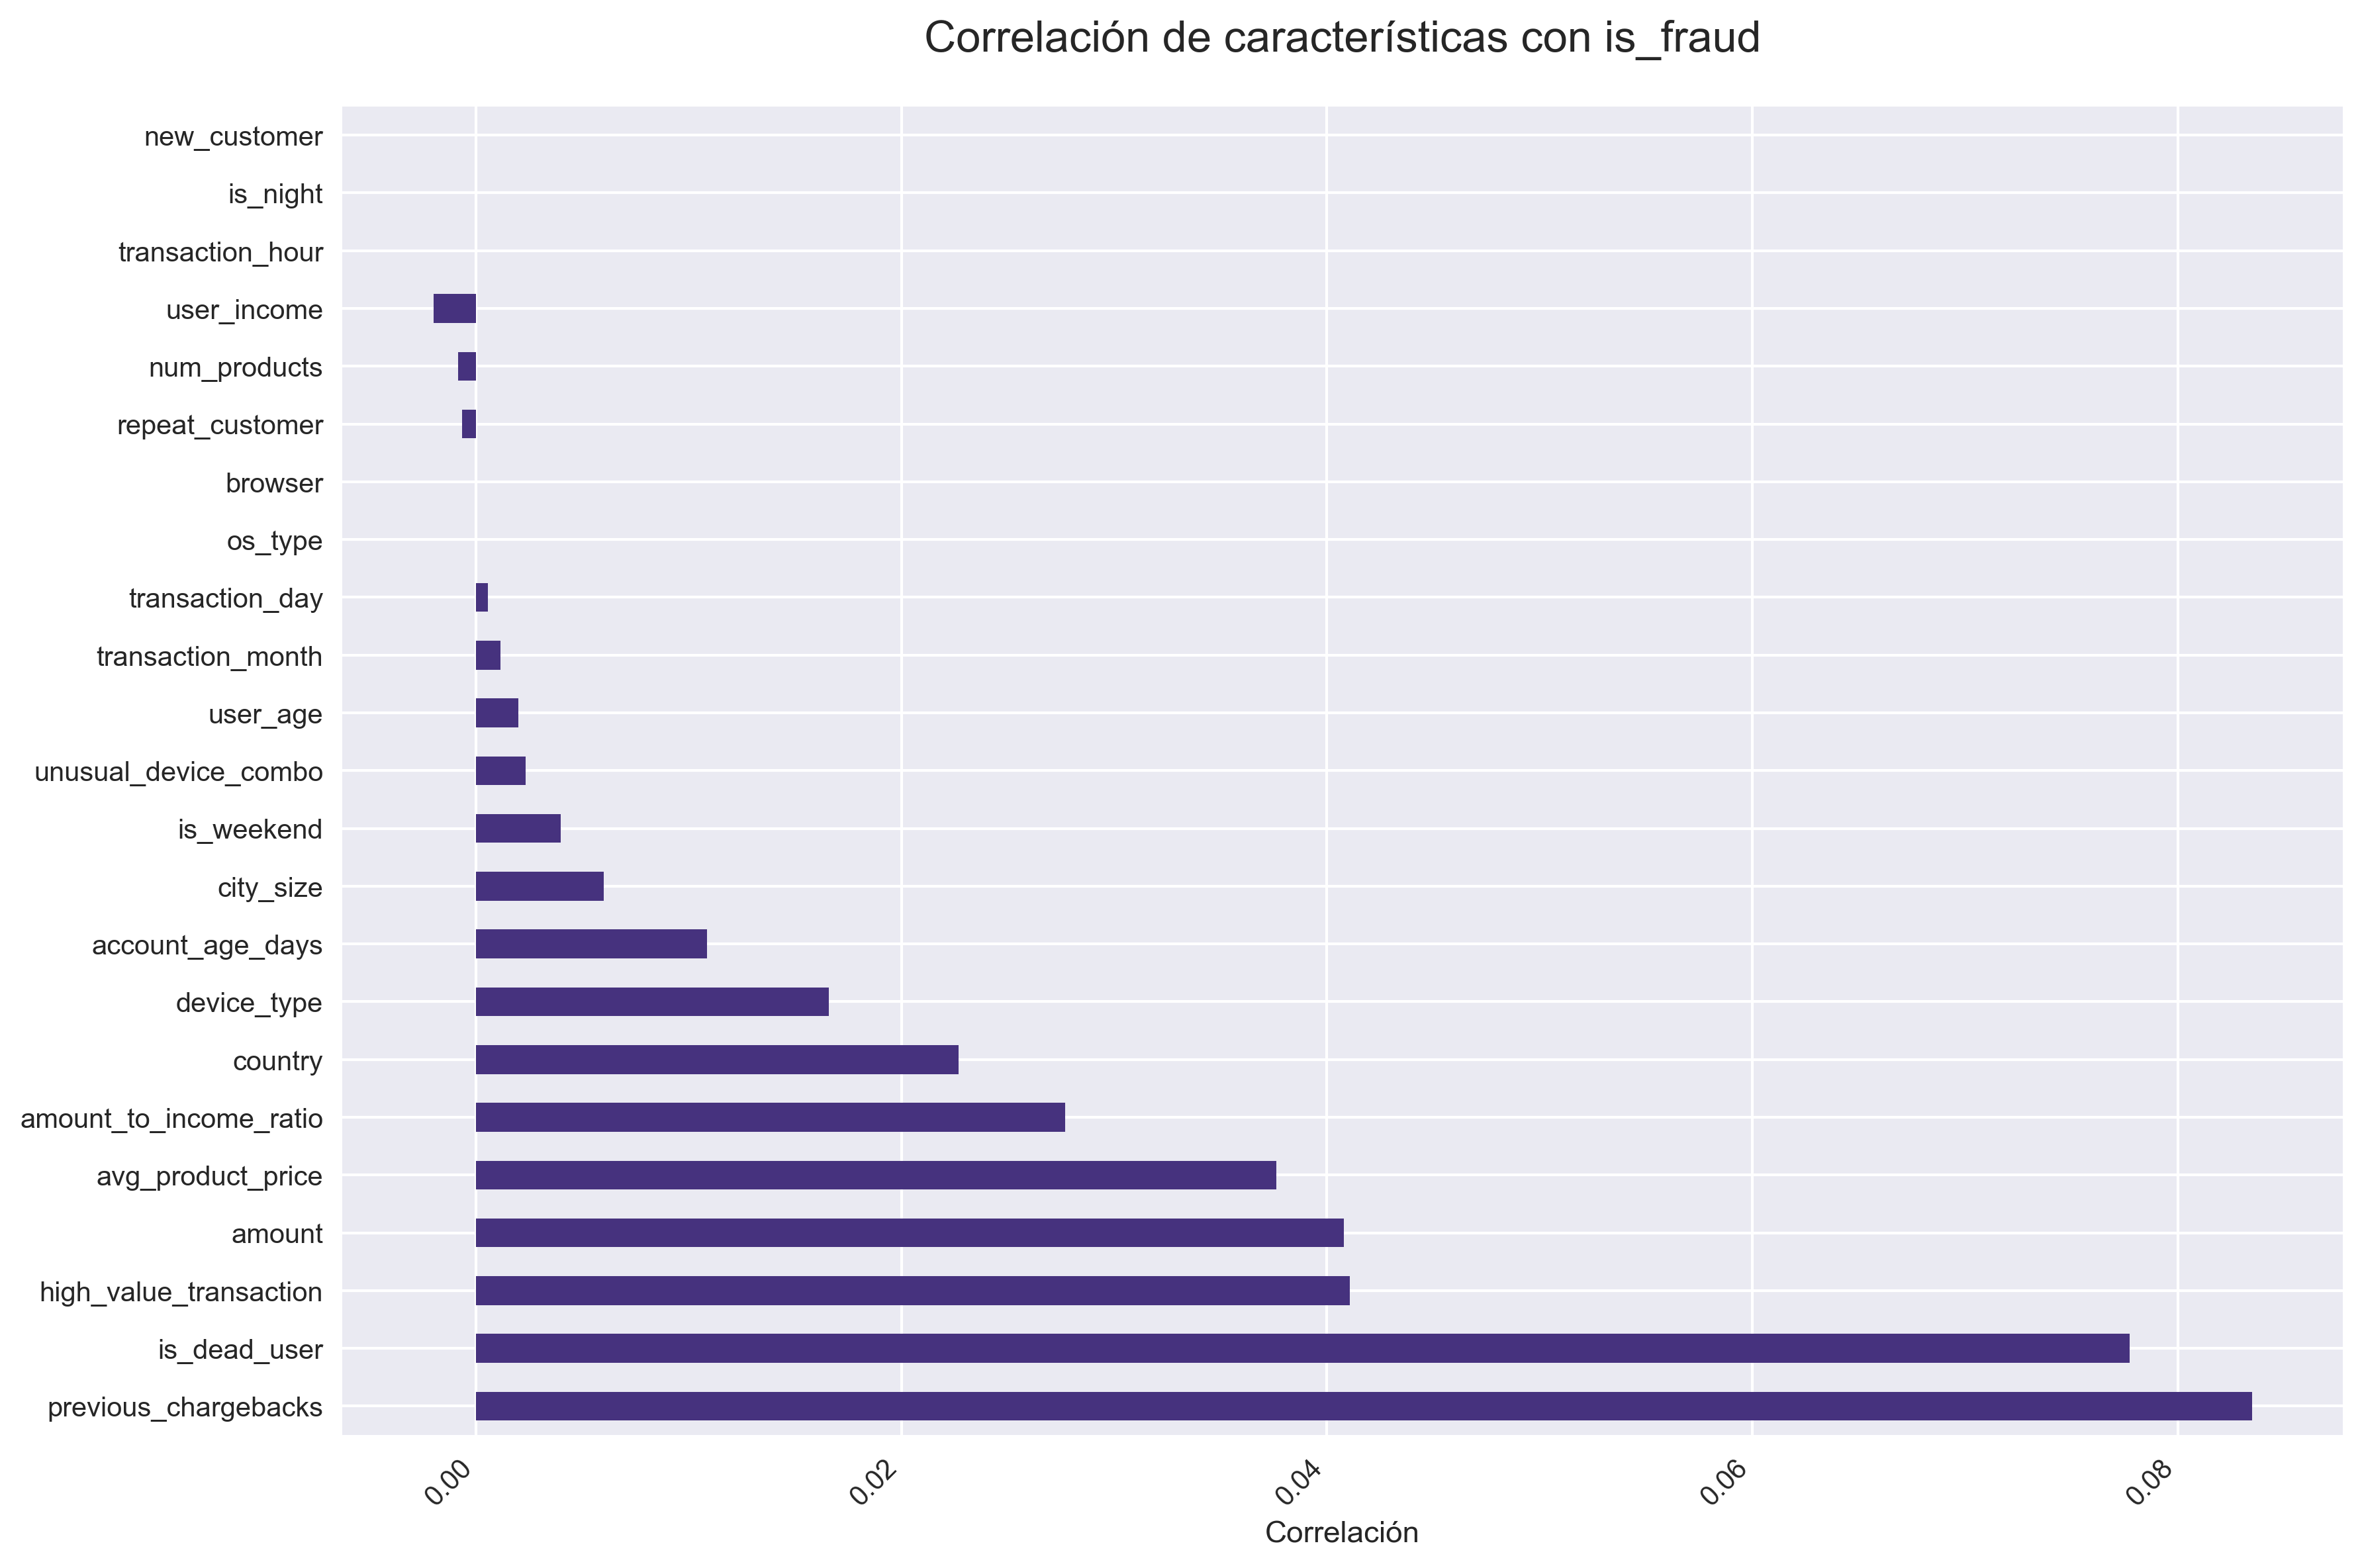 Correlación de características con is_fraud
new_customer
is_night
transaction_hour
user_income
num_products
repeat_customer
browser
os_type
transaction_day
transaction_month
user_age
unusual_device_combo
is_weekend
city_size
account_age_days
device_type
country
amount_to_income_ratio
avg_product_price
amount
high_value_transaction
is_dead_user
previous_chargebacks
0.00
0.02
0.04
0.06
0.08
Correlación